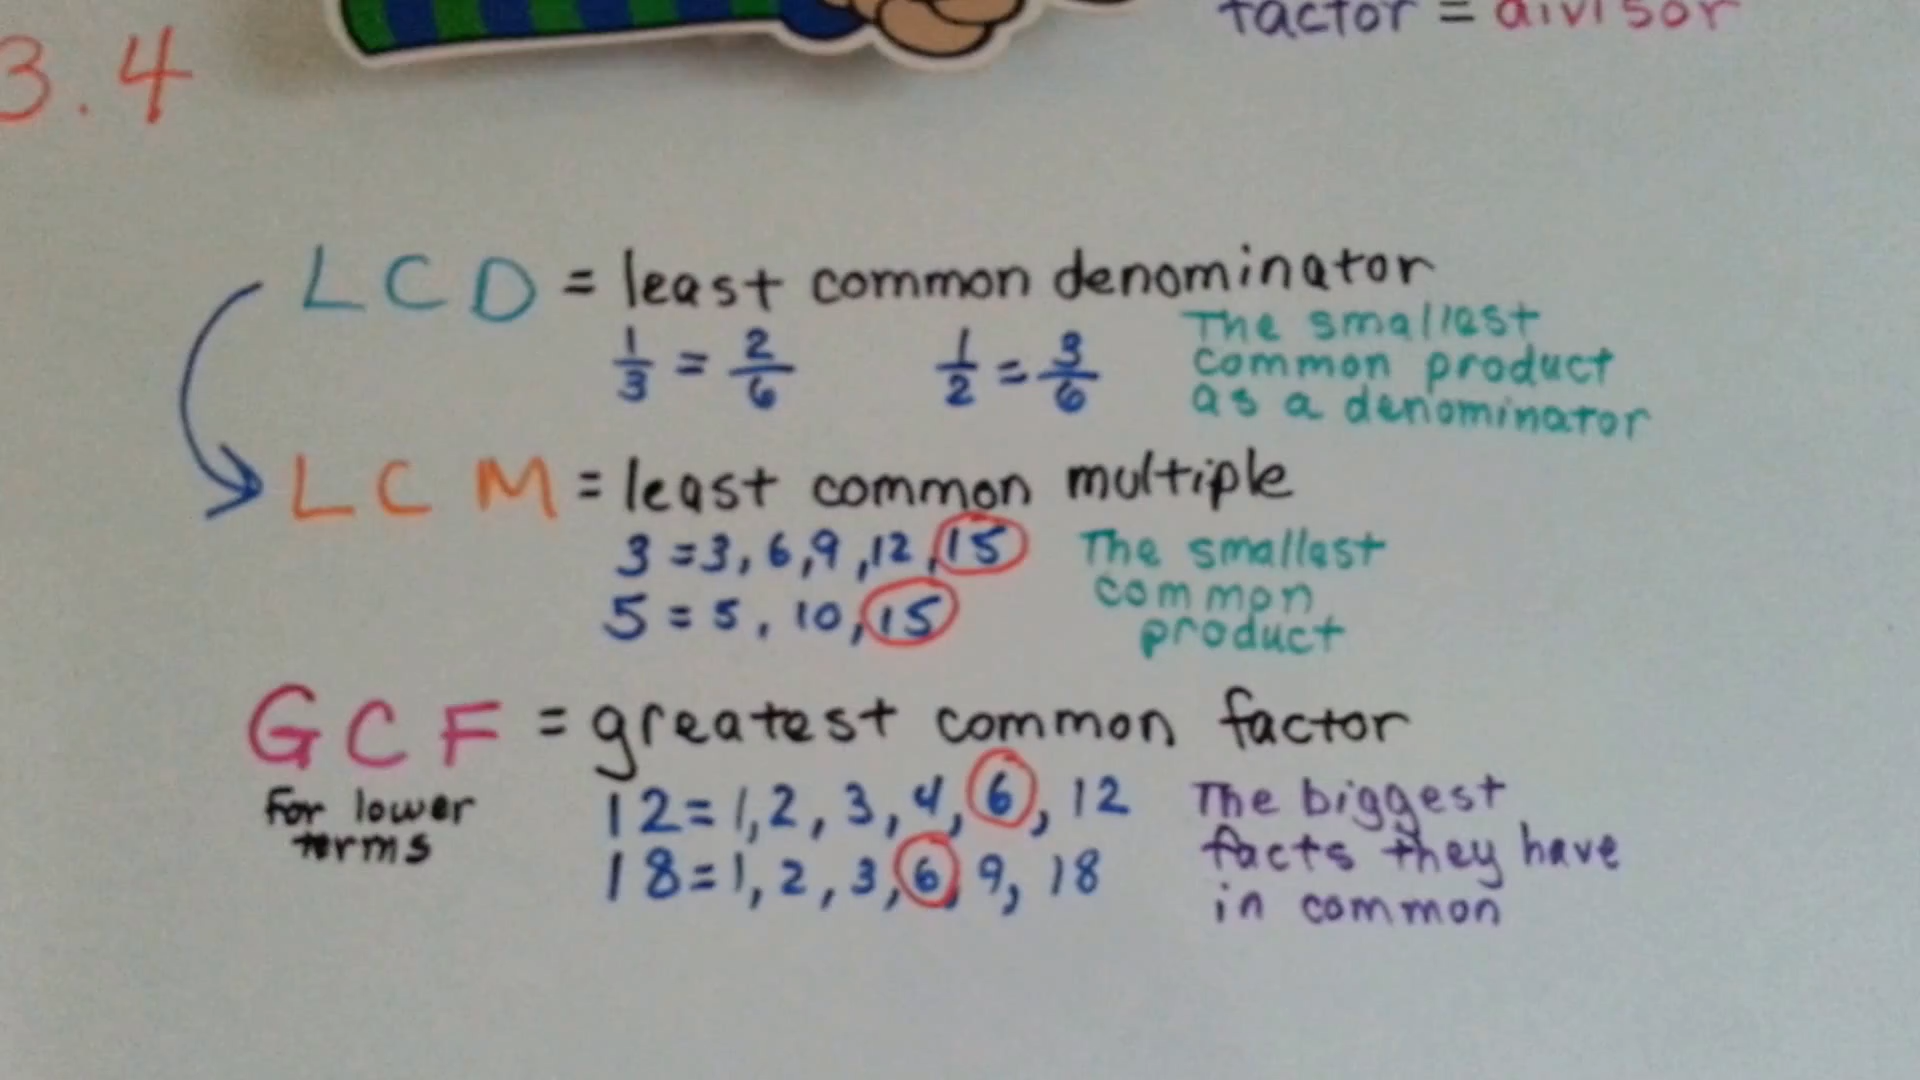 factor = divisor
3.4
LCD = least common denominator
1/3 = 2/6 1/2 = 3/6
The smallest
common product
as a denominator
LCM = least common multiple
3 = 3, 6, 9, 12, 15
5 = 5, 10, 15
The smallest
common
product
GCF = greatest common factor
For lower
terms
12 = 1, 2, 3, 4, 6, 12
18 = 1, 2, 3, 6, 9, 18
The biggest
facts they have
in common